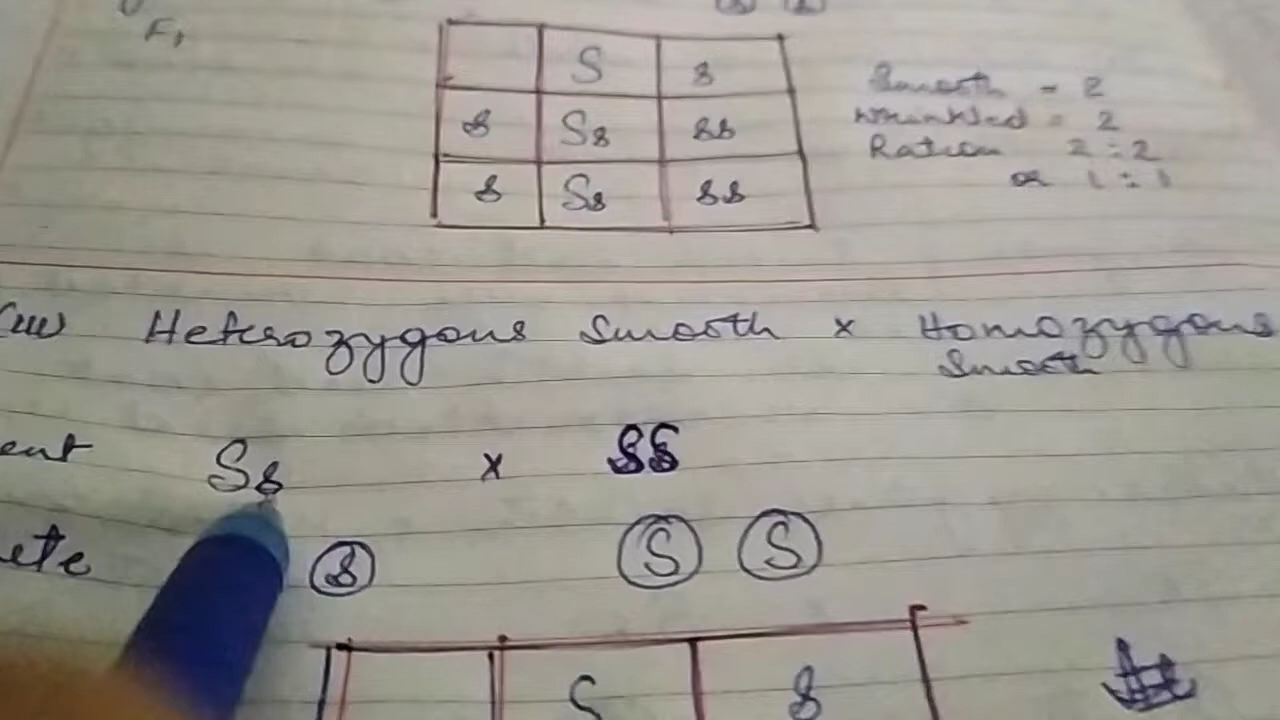 F₁
S s
s Ss ss
s Ss ss
Smooth = 2
Wrinkled = 2
Ration 2:2
or 1:1
Heterozygous Smooth x Homozygous
Smooth
Ss x SS
s S S
S s